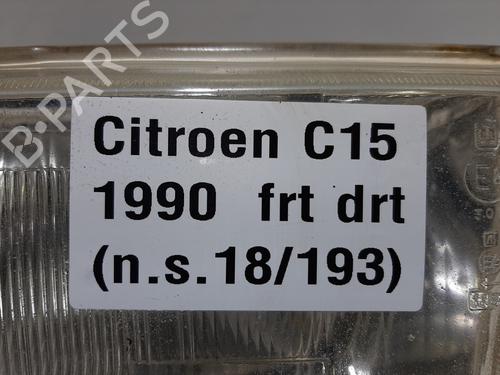 B-PARTS
Citroen C15
1990 frt drt
(n.s.18/193)